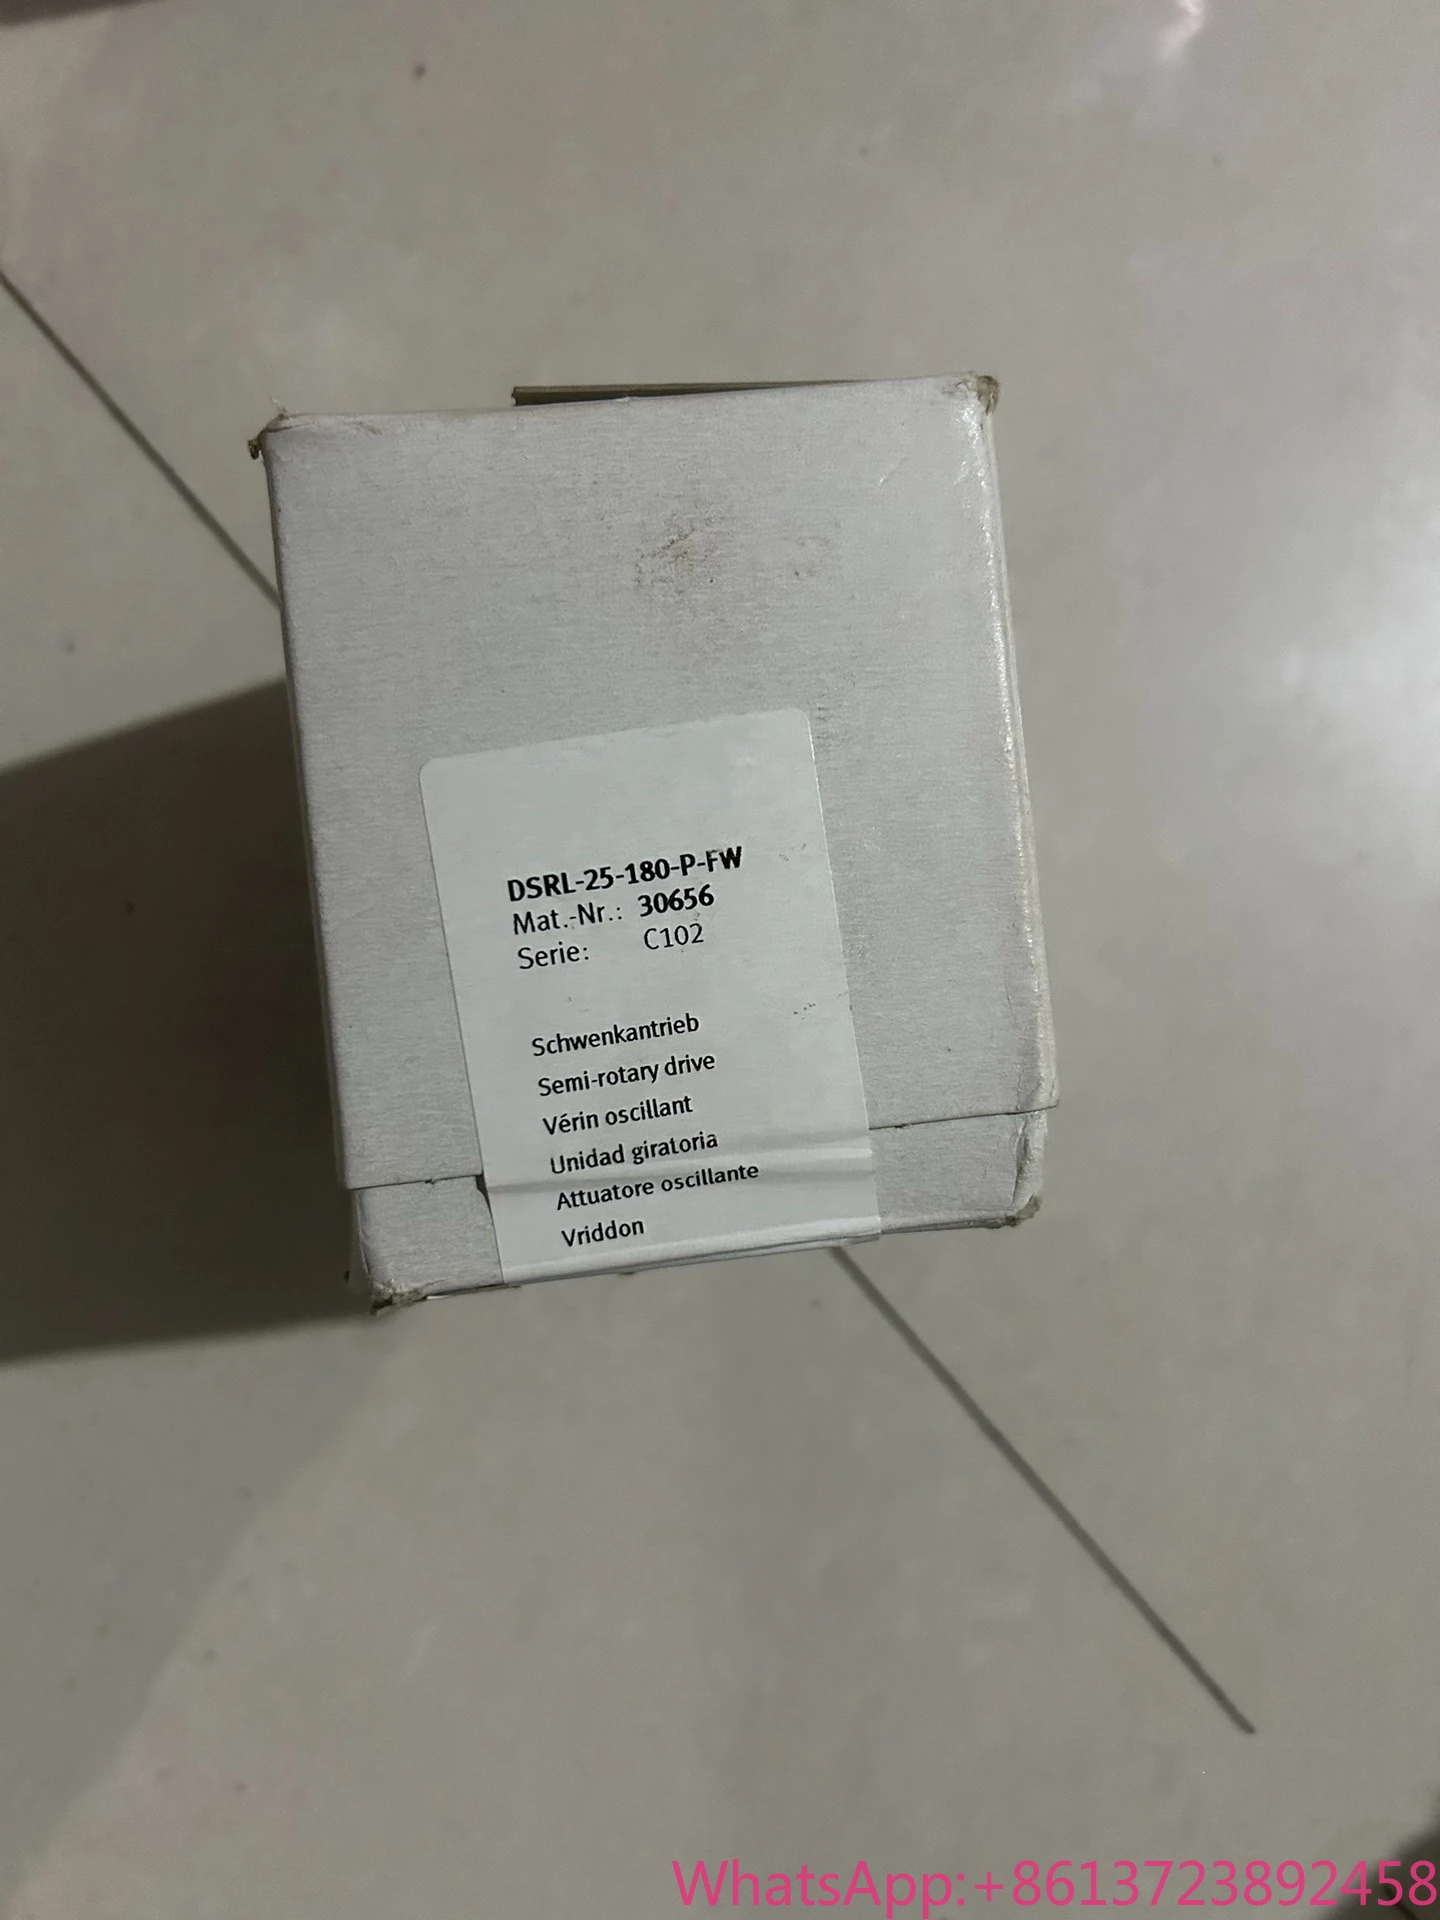 DSRL-25-180-P-FW
Mat.-Nr.: 30656
Serie: C102
Schwenkantrieb
Semi-rotary drive
Vérin oscillant
Unidad giratoria
Attuatore oscillante
Vriddon
WhatsApp:+8613723892458